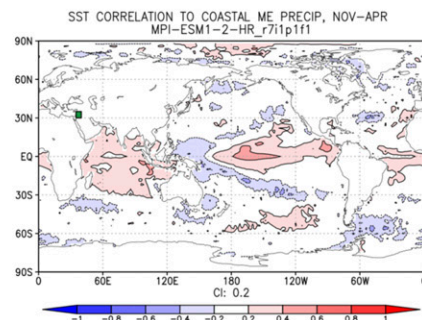 SST CORRELATION TO COASTAL ME PRECIP, NOV-APR
MPI-ESM1-2-HR_r7i1p1f1
90N
60N
30N
EQ
30S
60S
90S
0 60E 120E 180 120W 60W 0
CI: 0.2
-1 -0.8 -0.6 -0.4 -0.2 0.2 0.4 0.6 0.8 1